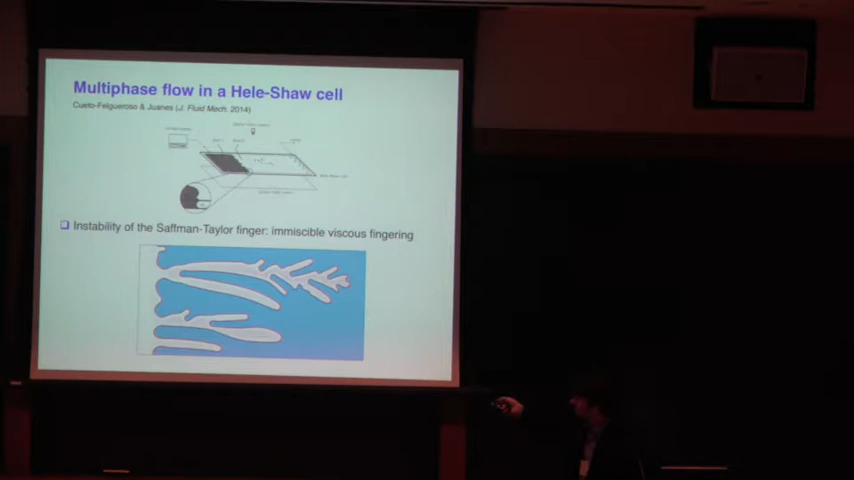 Multiphase flow in a Hele-Shaw cell
Cueto-Felgueroso & Juanes (J. Fluid Mech. 2014)
Instability of the Saffman-Taylor finger: immiscible viscous fingering